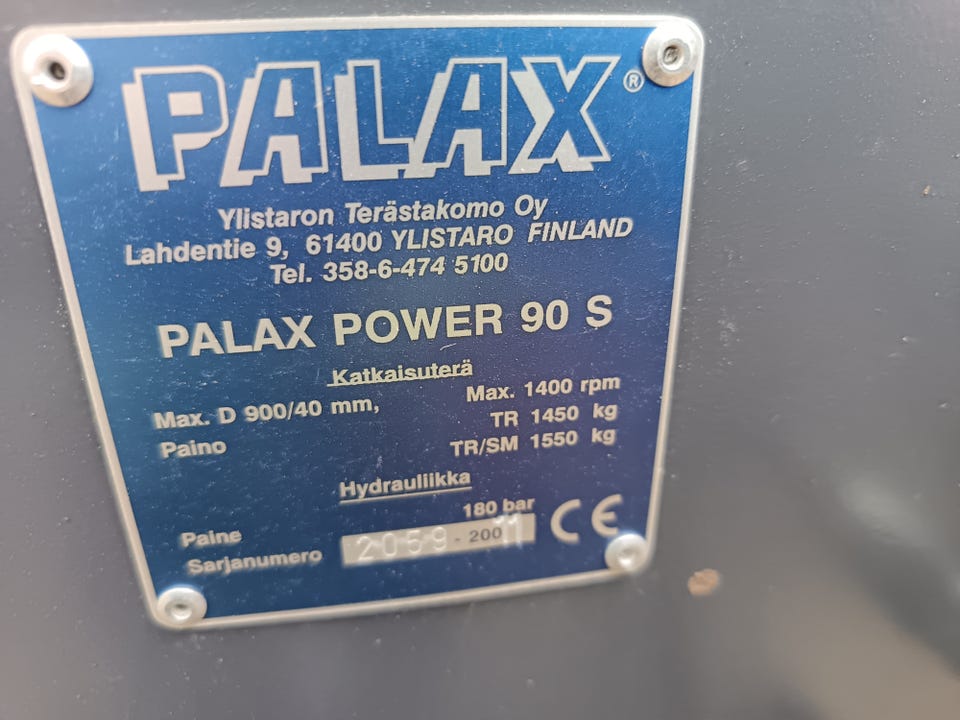 PALAX®
Ylistaron Terästakomo Oy
Lahdentie 9, 61400 YLISTARO FINLAND
Tel. 358-6-474 5100
PALAX POWER 90 S
Katkaisuterä
Max. D 900/40 mm, Max. 1400 rpm
Paino TR 1450 kg
TR/SM 1550 kg
Hydrauliikka
Paine 180 bar
Sarjanumero 2059 - 20011 CE